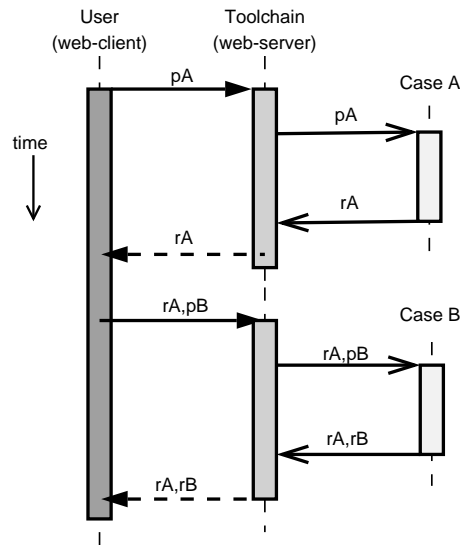 User
(web-client)
Toolchain
(web-server)
pA
Case A
pA
time
rA
rA
rA,pB
Case B
rA,pB
rA,rB
rA,rB